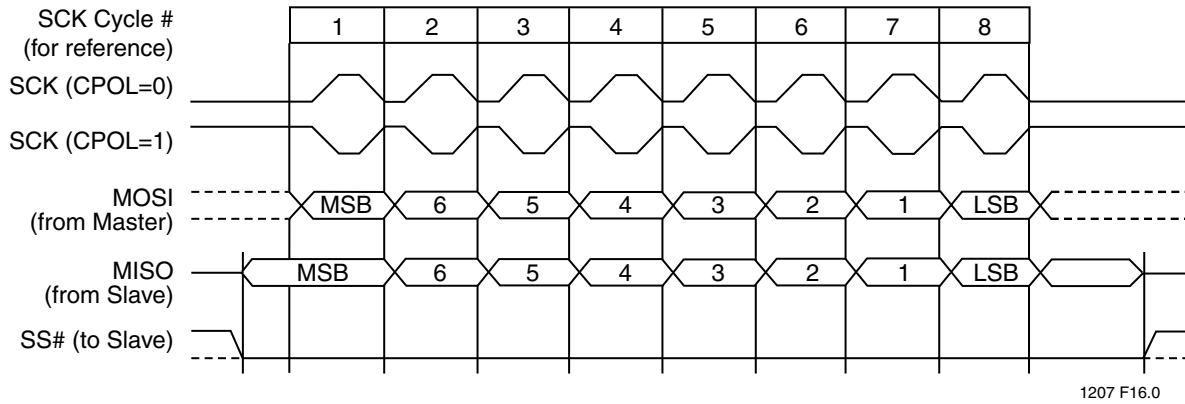 SCK Cycle # 1 2 3 4 5 6 7 8
(for reference)
SCK (CPOL=0)
SCK (CPOL=1)
MOSI MSB 6 5 4 3 2 1 LSB
(from Master)
MISO MSB 6 5 4 3 2 1 LSB
(from Slave)
SS# (to Slave)
1207 F16.0